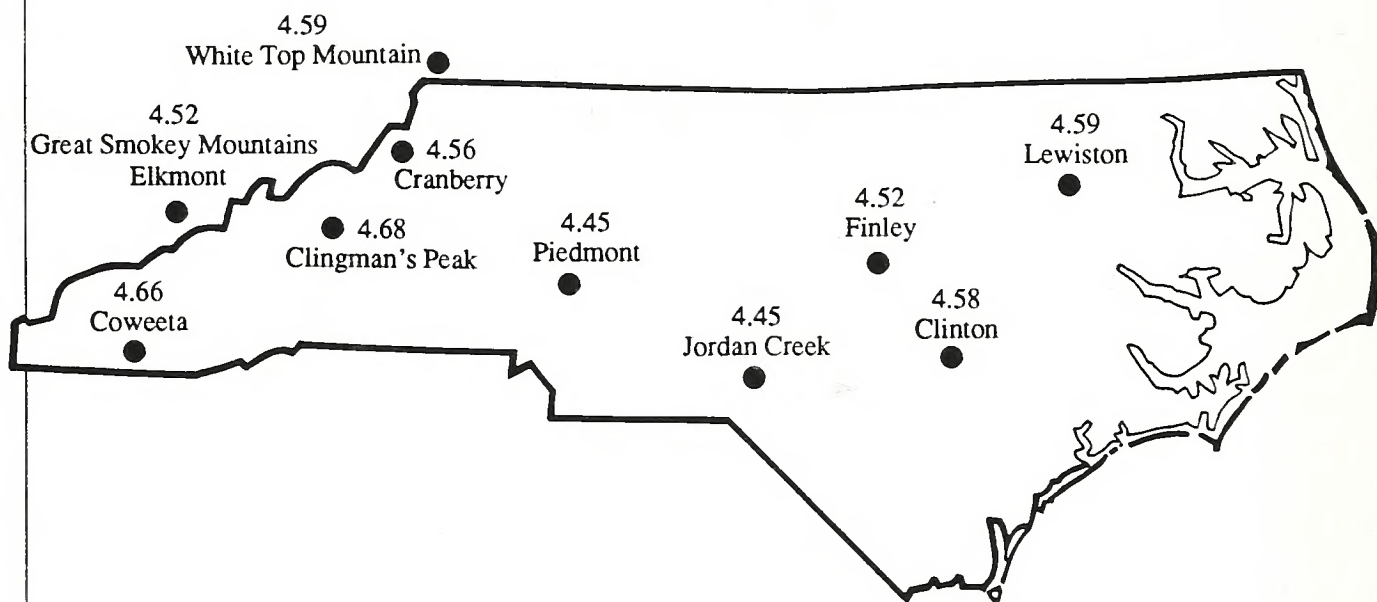 4.59
White Top Mountain
4.52
Great Smokey Mountains
Elkmont
4.56
Cranberry
4.68
Clingman's Peak
4.66
Coweeta
4.45
Piedmont
4.45
Jordan Creek
4.52
Finley
4.58
Clinton
4.59
Lewiston